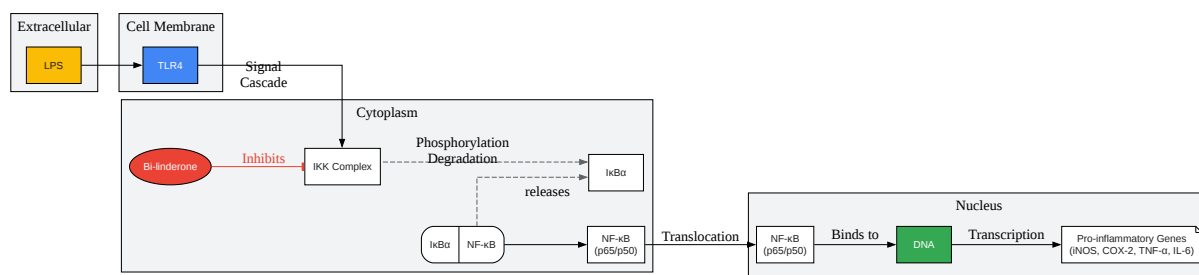 Extracellular
LPS
Cell Membrane
TLR4
Signal
Cascade
Cytoplasm
Bi-linderone
Inhibits
IKK Complex
Phosphorylation
Degradation
IκBα
releases
IκBα
NF-κB
NF-κB
(p65/p50)
Translocation
Nucleus
NF-κB
(p65/p50)
Binds to
DNA
Transcription
Pro-inflammatory Genes
(iNOS, COX-2, TNF-α, IL-6)